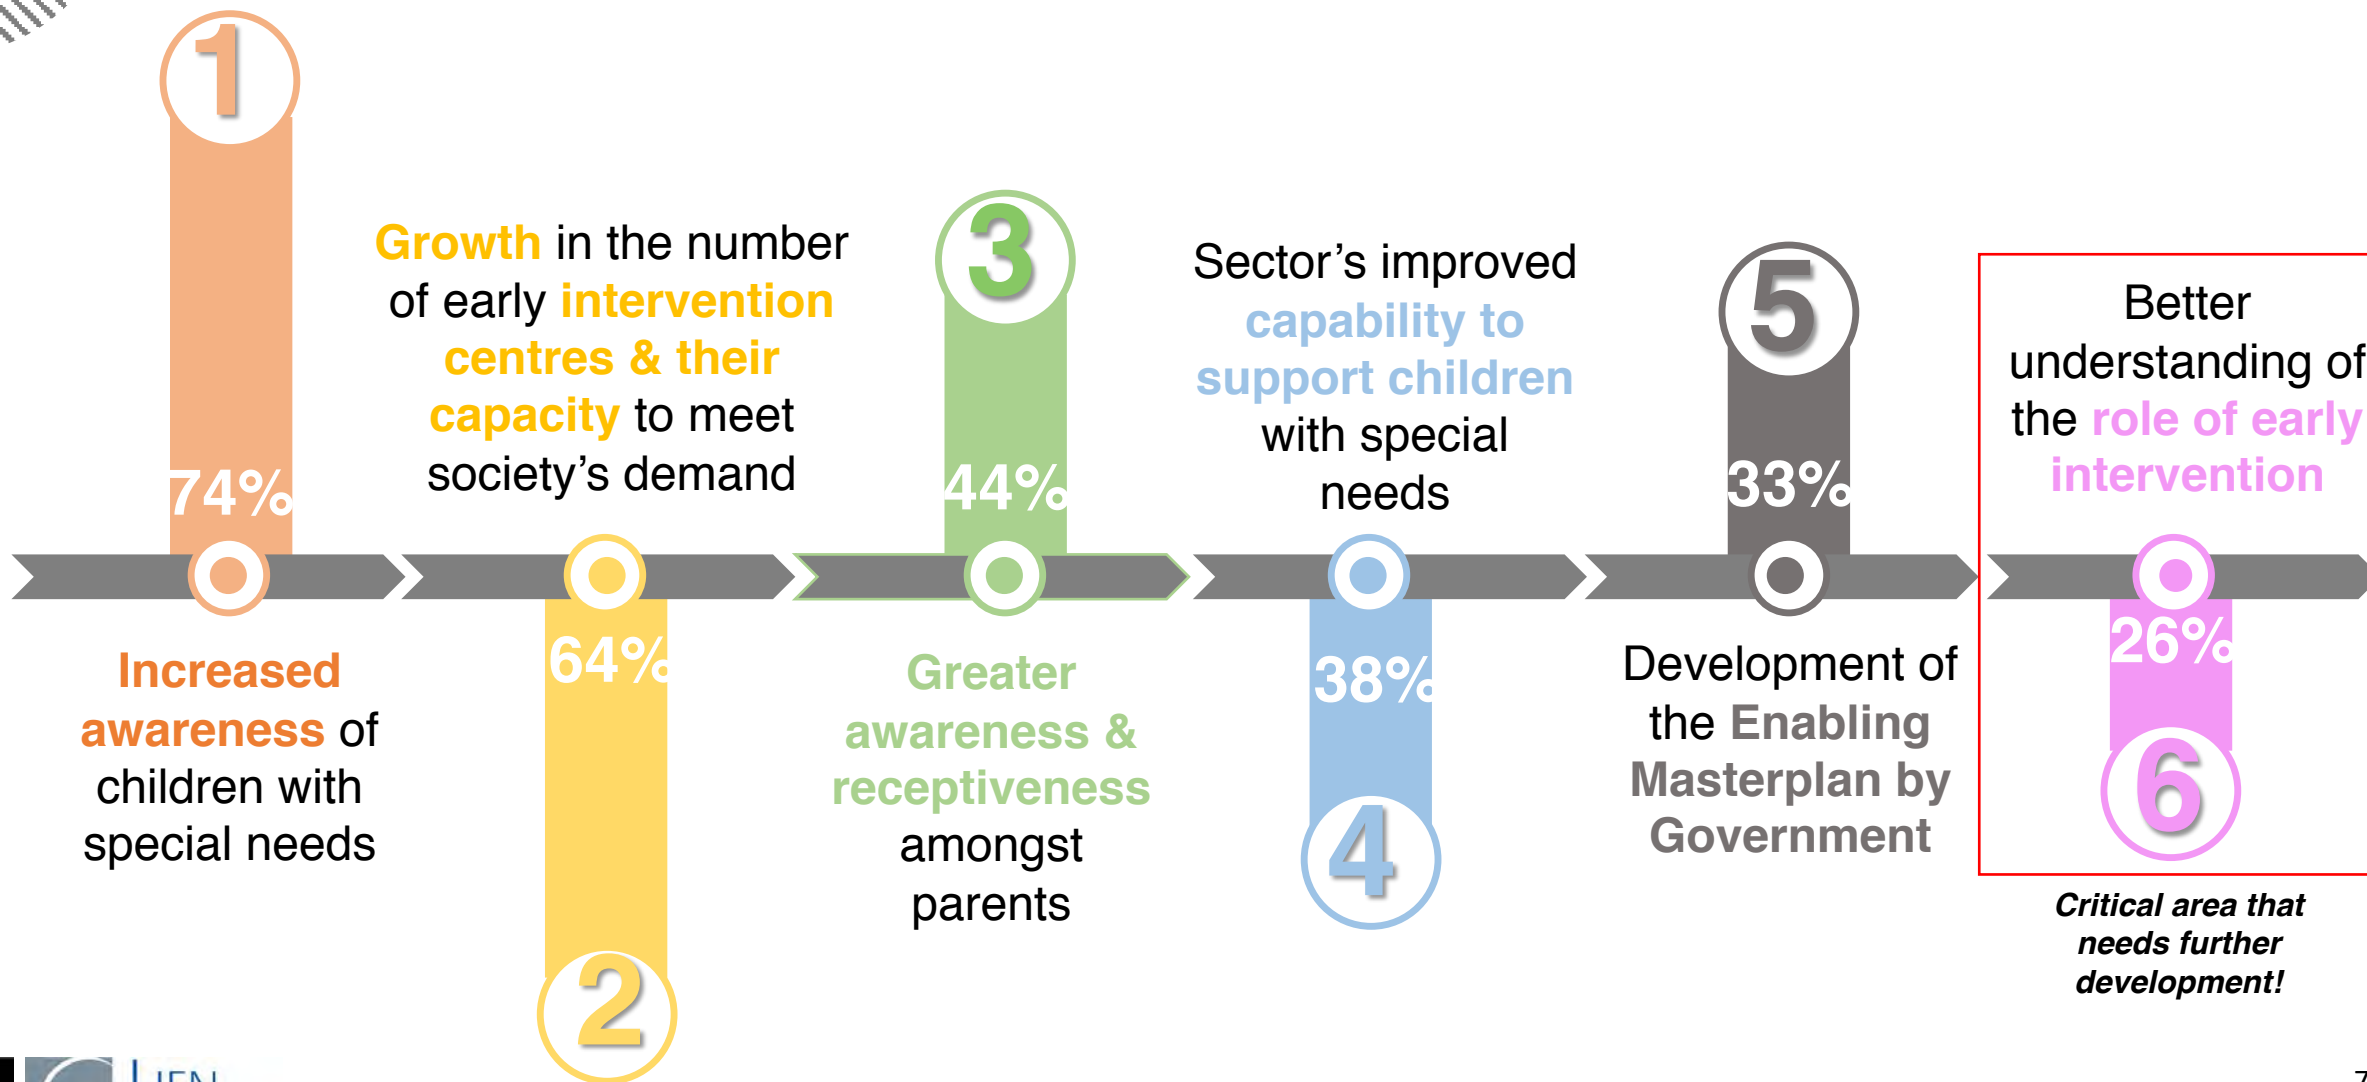 1
74%
Increased
awareness of
children with
special needs
Growth in the number
of early intervention
centres & their
capacity to meet
society’s demand
64%
2
3
44%
Greater
awareness &
receptiveness
amongst
parents
Sector’s improved
capability to
support children
with special
needs
38%
4
5
33%
Development of
the Enabling
Masterplan by
Government
Better
understanding of
the role of early
intervention
26%
6
Critical area that
needs further
development!
7